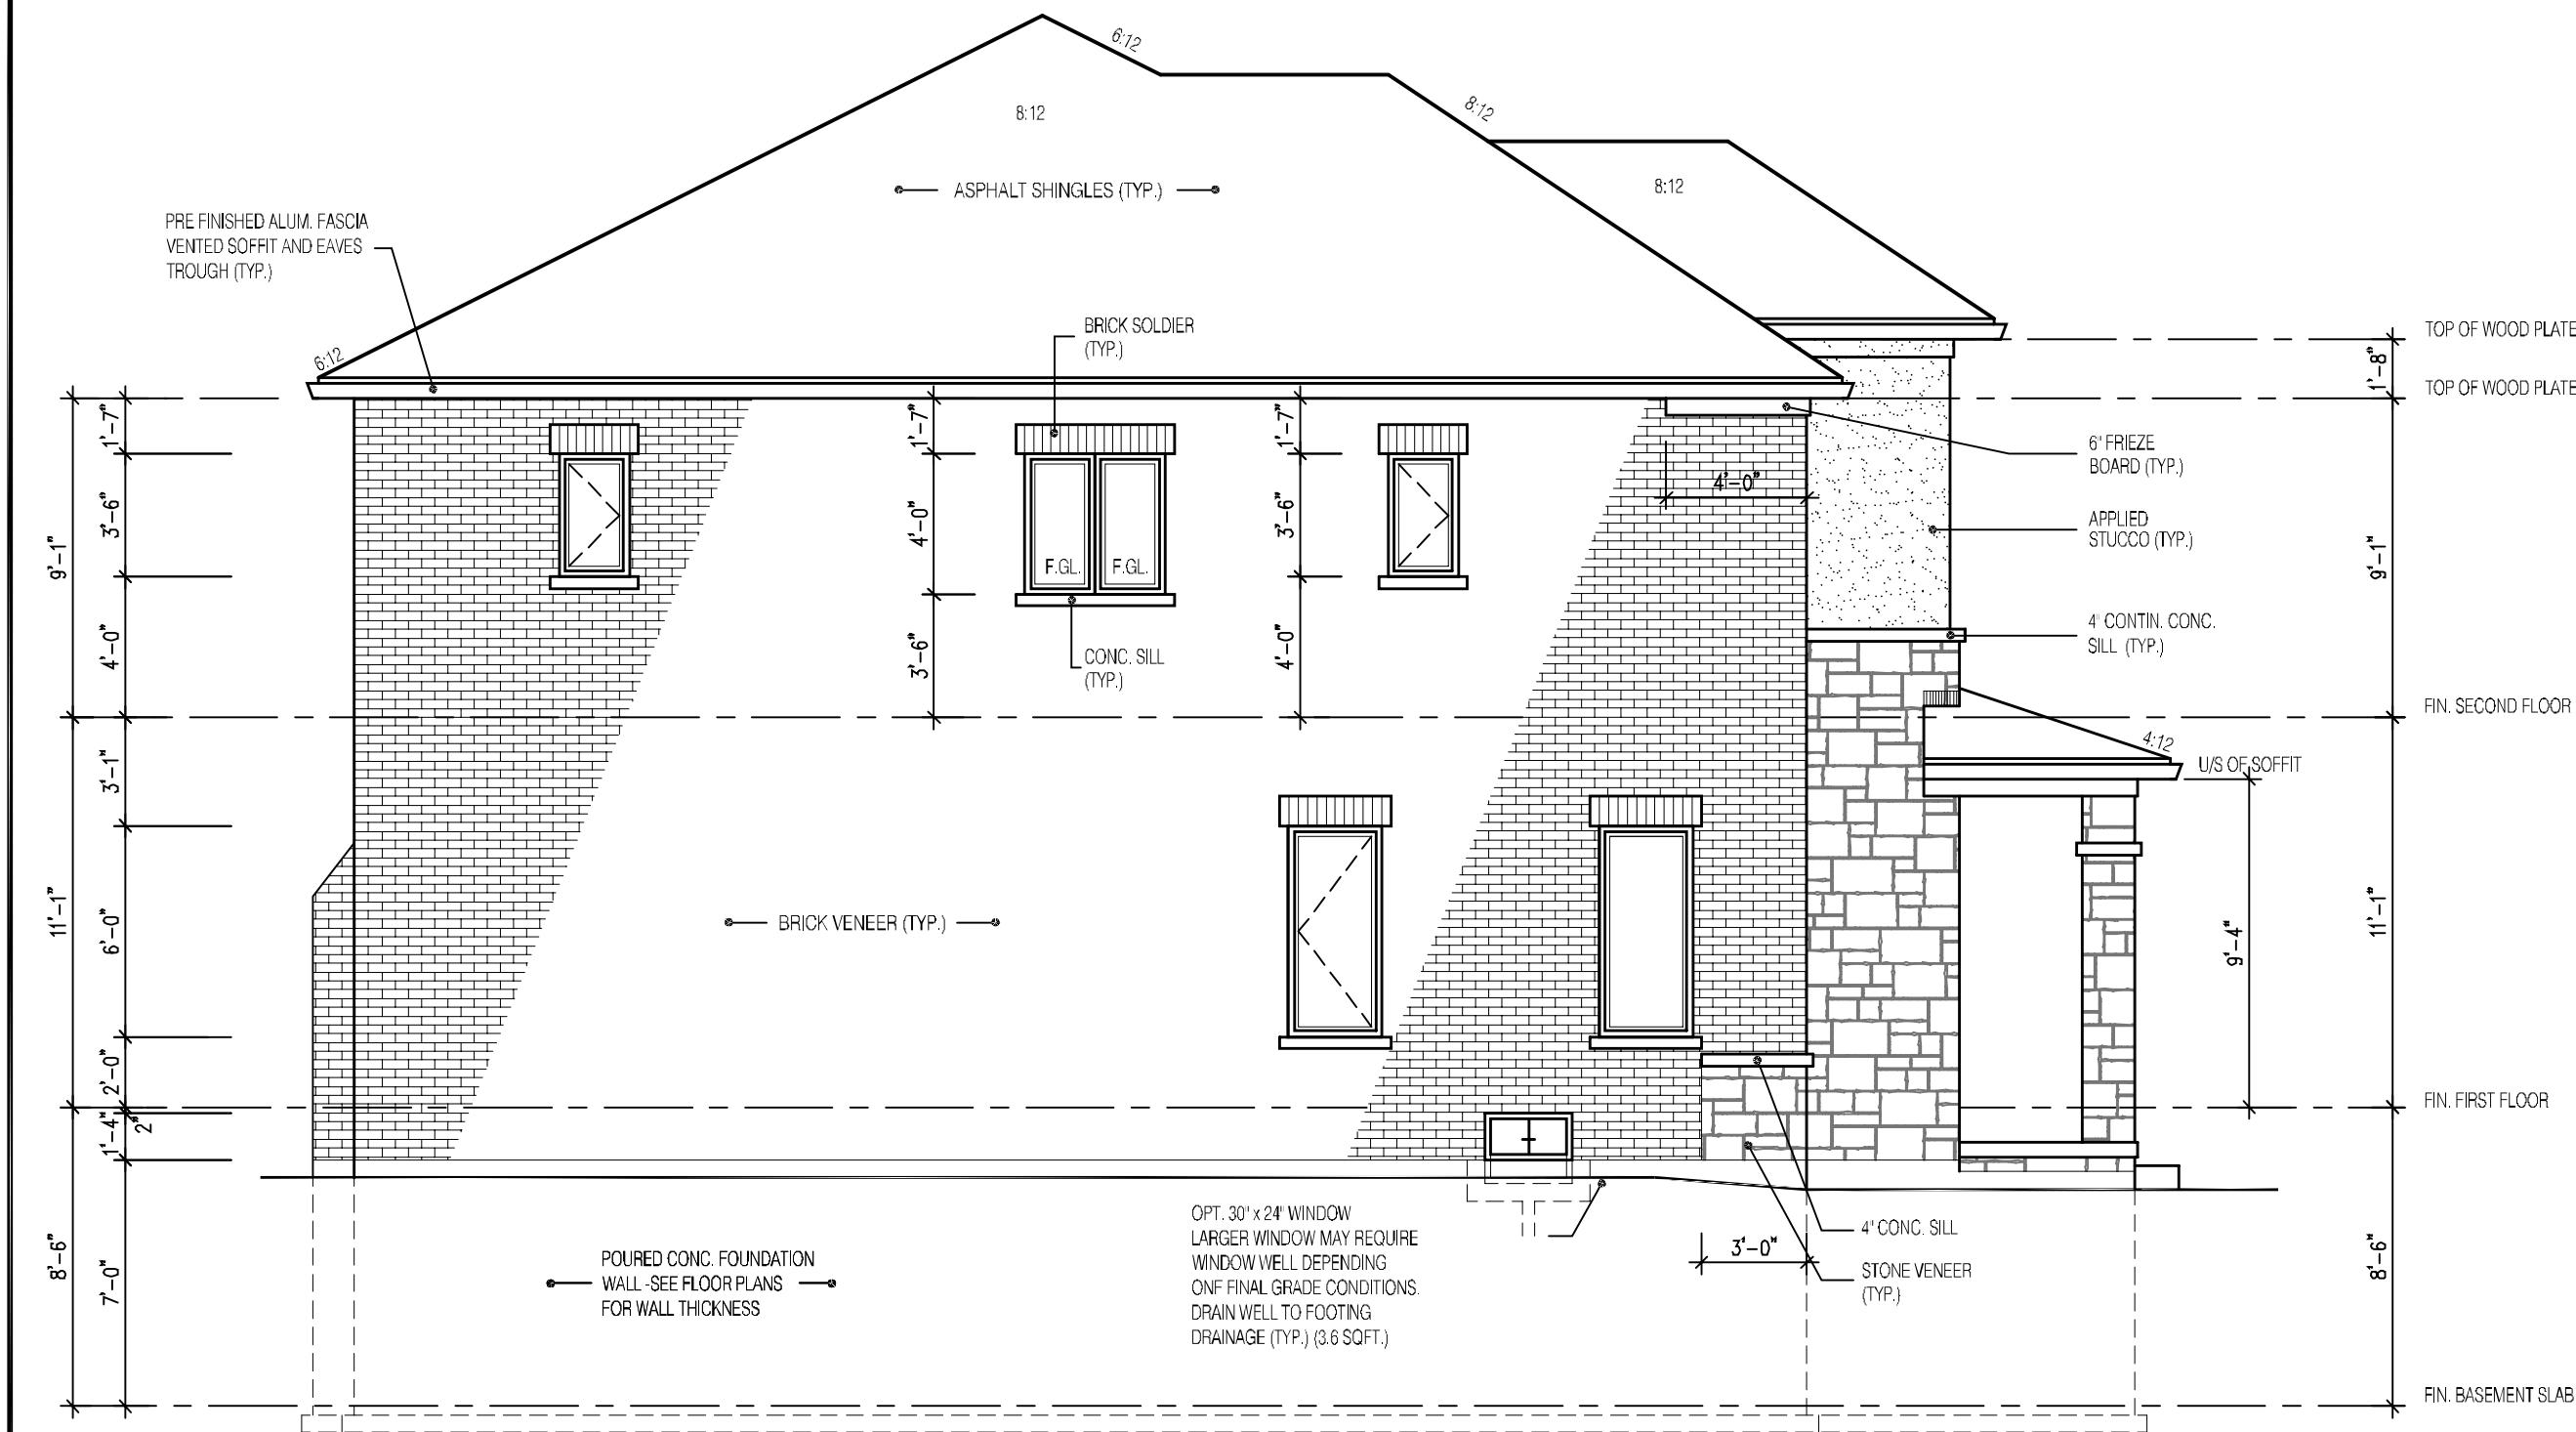 6:12
8:12
8:12
ASPHALT SHINGLES (TYP.)
8:12
PRE FINISHED ALUM. FASCIA
VENTED SOFFIT AND EAVES
TROUGH (TYP.)
BRICK SOLDIER
(TYP.)
6:12
TOP OF WOOD PLATE
1'-8"
TOP OF WOOD PLATE
1'-7"
1'-7"
1'-7"
6" FRIEZE
BOARD (TYP.)
4'-0"
3'-6"
4'-0"
3'-6"
9'-1"
9'-1"
APPLIED
STUCCO (TYP.)
F.GL.
F.GL.
4'-0"
3'-6"
4'-0"
CONC. SILL
(TYP.)
4" CONTIN. CONC.
SILL (TYP.)
FIN. SECOND FLOOR
4:12
U/S OF SOFFIT
3'-1"
11'-1"
6'-0"
BRICK VENEER (TYP.)
9'-4"
11'-1"
2'-0"
FIN. FIRST FLOOR
1'-4"
2"
OPT. 30" x 24" WINDOW
LARGER WINDOW MAY REQUIRE
WINDOW WELL DEPENDING
ONF FINAL GRADE CONDITIONS.
DRAIN WELL TO FOOTING
DRAINAGE (TYP.) (3.6 SQFT.)
4" CONC. SILL
3'-0"
STONE VENEER
(TYP.)
POURED CONC. FOUNDATION
WALL -SEE FLOOR PLANS
FOR WALL THICKNESS
8'-6"
7'-0"
8'-6"
FIN. BASEMENT SLAB